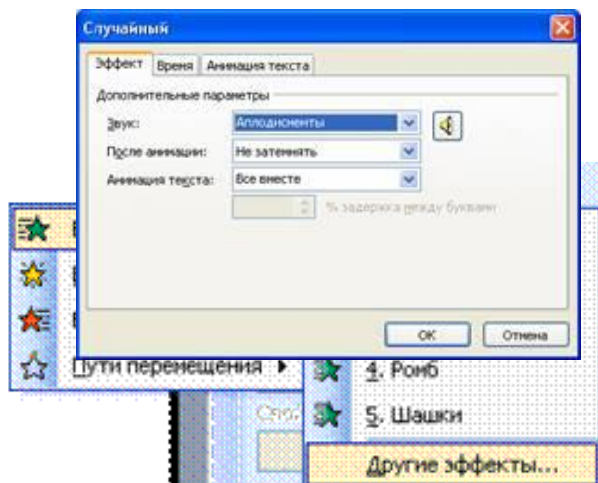 Случайный
Эффект Время Анимация текста
Дополнительные параметры
Звук: Аплодисменты
После анимации: Не затемнять
Анимация текста: Все вместе
% задержка между буквами
ОК Отмена
Пути перемещения
4. Ромб
5. Шашки
Другие эффекты...